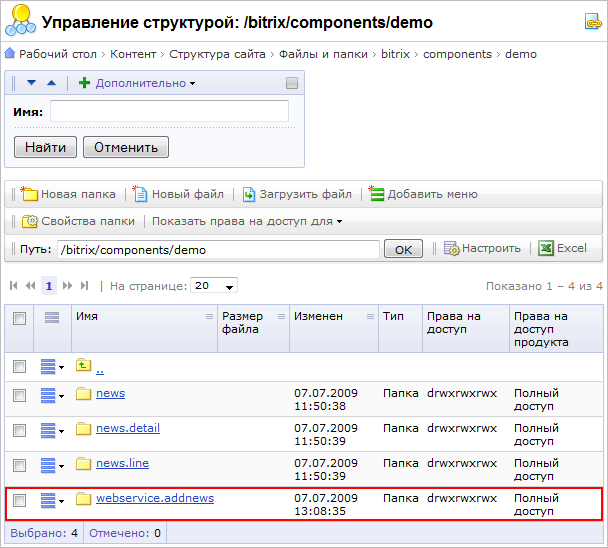 Управление структурой: /bitrix/components/demo
Рабочий стол › Контент › Структура сайта › Файлы и папки › bitrix › components › demo
Дополнительно
Имя:
Найти Отменить
Новая папка Новый файл Загрузить файл Добавить меню
Свойства папки Показать права на доступ для
Путь: /bitrix/components/demo OK Настроить Excel
1 | На странице: 20 Показано 1 – 4 из 4
Имя Размер файла Изменен Тип Права на доступ Права на доступ продукта
..
news 07.07.2009 11:50:38 Папка drwxrwxrwx Полный доступ
news.detail 07.07.2009 11:50:39 Папка drwxrwxrwx Полный доступ
news.line 07.07.2009 11:50:39 Папка drwxrwxrwx Полный доступ
webservice.addnews 07.07.2009 13:08:35 Папка drwxrwxrwx Полный доступ
Выбрано: 4 Отмечено: 0